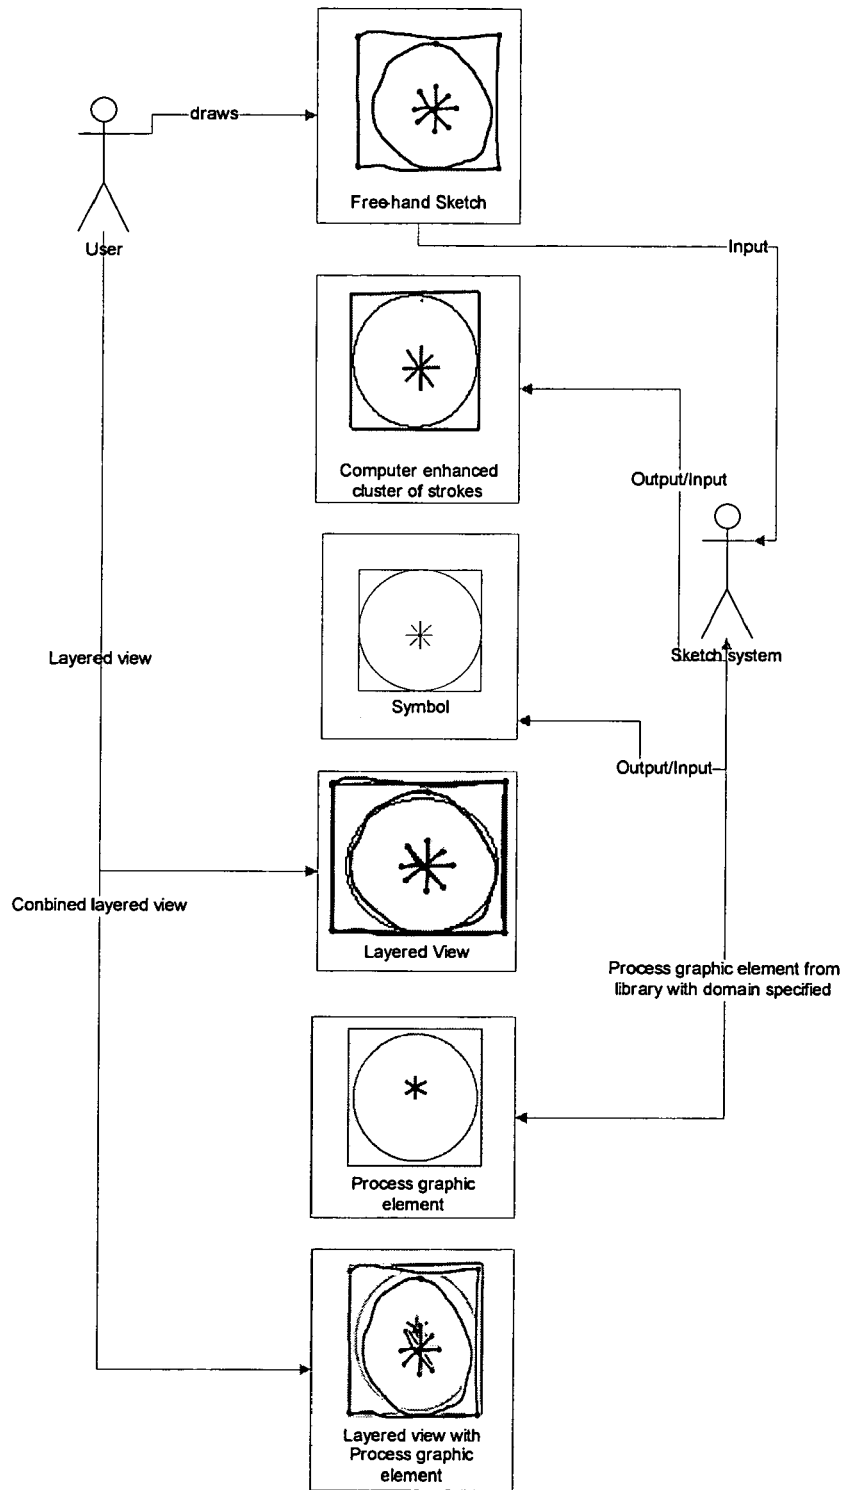 draws
Free-hand Sketch
User
Input
Computer enhanced
cluster of strokes
Output/Input
Sketch system
Layered view
Symbol
Output/Input
Conbined layered view
Layered View
Process graphic element from
library with domain specified
Process graphic
element
Layered view with
Process graphic
element